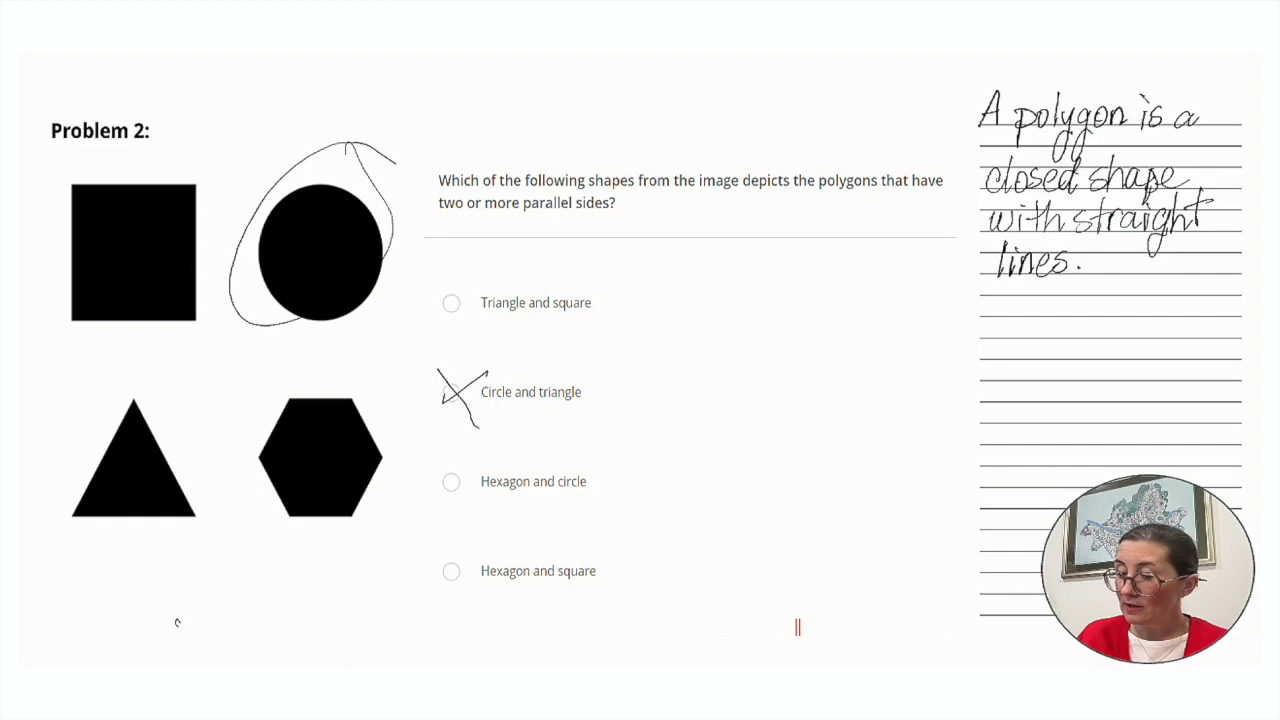 Problem 2:
Which of the following shapes from the image depicts the polygons that have
two or more parallel sides?
Triangle and square
Circle and triangle
Hexagon and circle
Hexagon and square
A polygon is a
closed shape
with straight
lines.